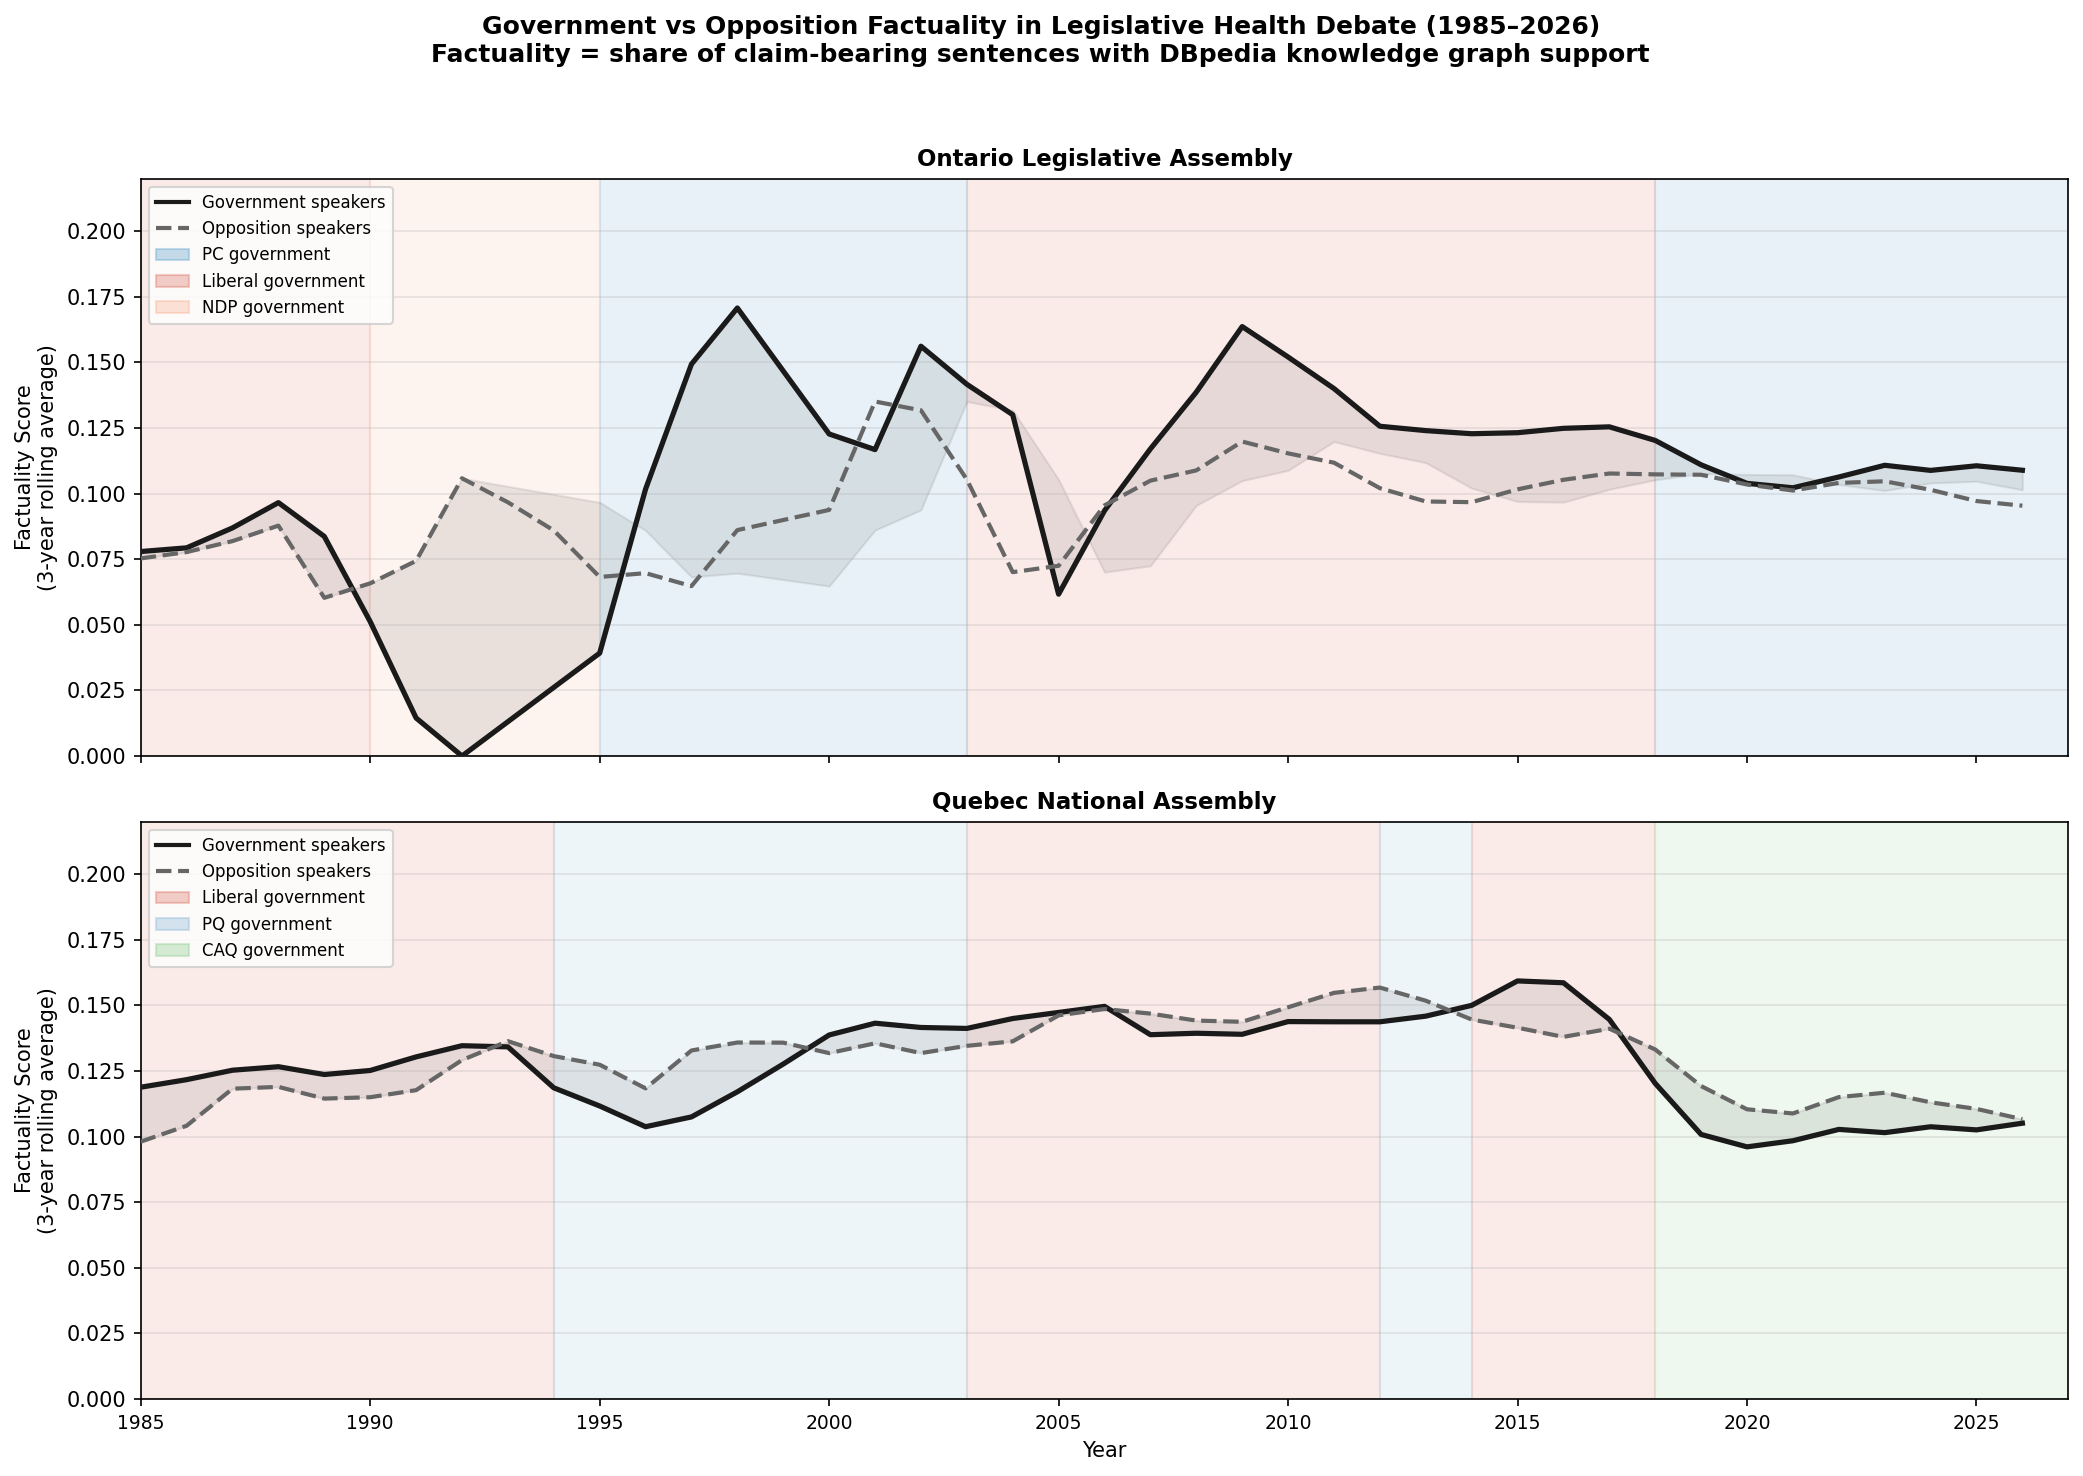 Government vs Opposition Factuality in Legislative Health Debate (1985–2026)
Factuality = share of claim-bearing sentences with DBpedia knowledge graph support
Ontario Legislative Assembly
Factuality Score
(3-year rolling average)
0.200
0.175
0.150
0.125
0.100
0.075
0.050
0.025
0.000
Government speakers
Opposition speakers
PC government
Liberal government
NDP government
Quebec National Assembly
Factuality Score
(3-year rolling average)
0.200
0.175
0.150
0.125
0.100
0.075
0.050
0.025
0.000
Government speakers
Opposition speakers
Liberal government
PQ government
CAQ government
1985 1990 1995 2000 2005 2010 2015 2020 2025
Year